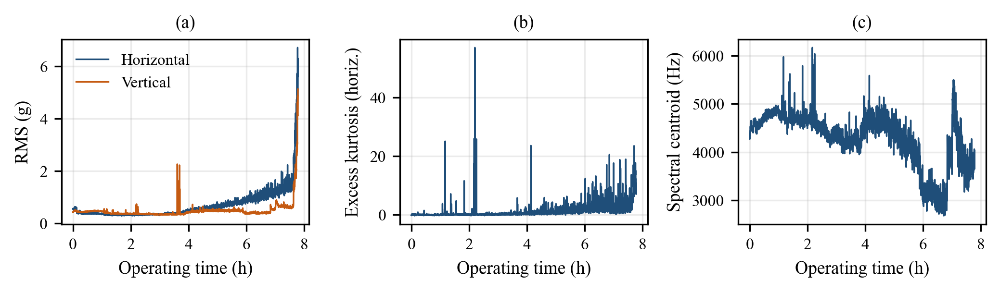 (a)
RMS (g)
6
4
2
0
Horizontal
Vertical
0 2 4 6 8
Operating time (h)
(b)
Excess kurtosis (horiz.)
40
20
0
0 2 4 6 8
Operating time (h)
(c)
Spectral centroid (Hz)
6000
5000
4000
3000
0 2 4 6 8
Operating time (h)